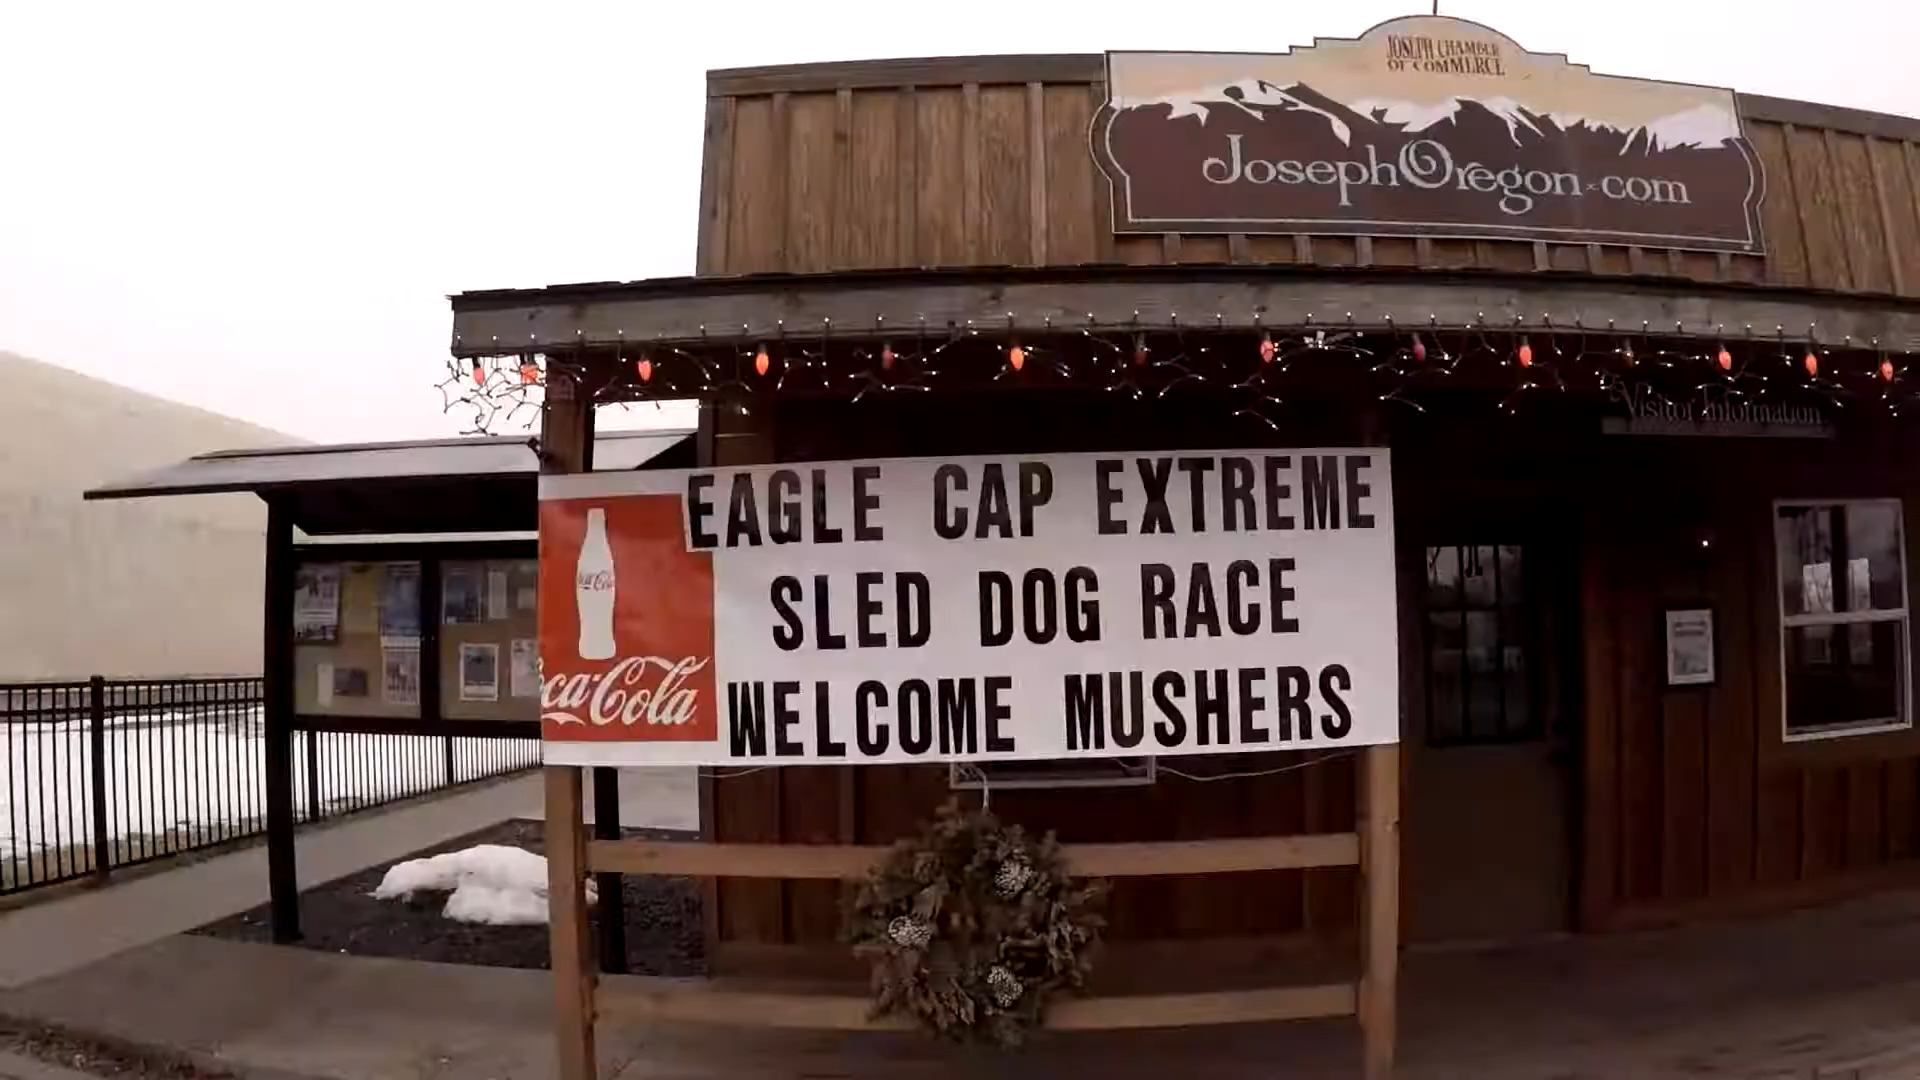 JOSEPH CHAMBER
OF COMMERCE
JosephOregon.com
Visitor Information
EAGLE CAP EXTREME
SLED DOG RACE
WELCOME MUSHERS
Coca-Cola